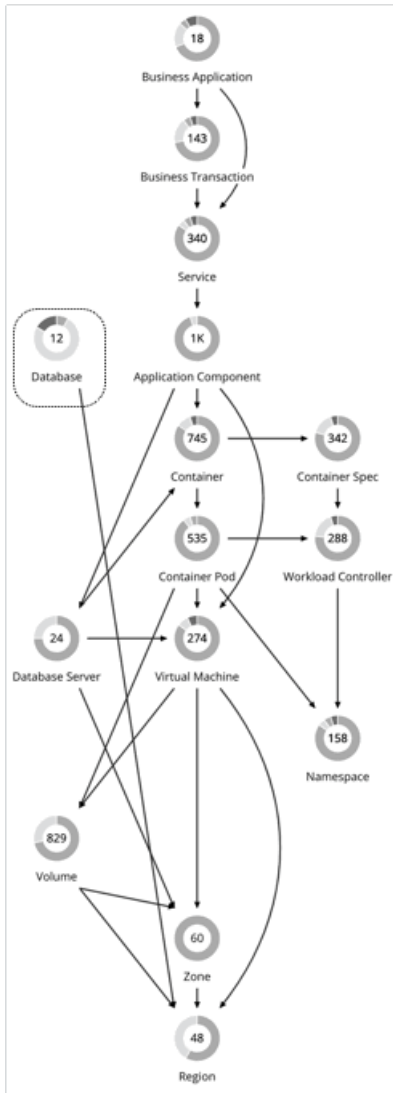 18
Business Application
143
Business Transaction
340
Service
12
Database
1K
Application Component
745
Container
342
Container Spec
535
Container Pod
288
Workload Controller
24
Database Server
274
Virtual Machine
158
Namespace
829
Volume
60
Zone
48
Region